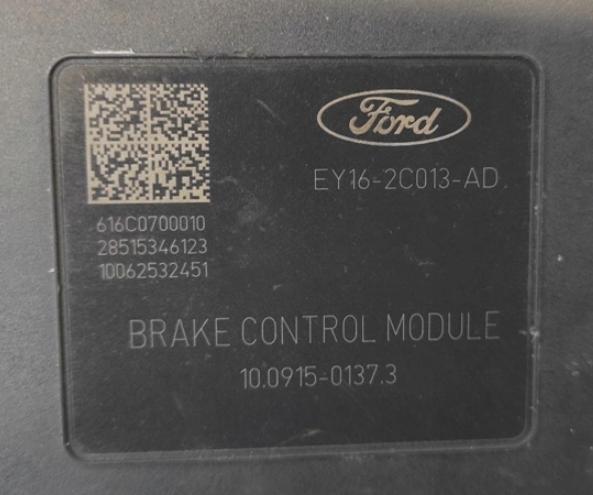 Ford
EY16-2C013-AD
616C0700010
28515346123
10062532451
BRAKE CONTROL MODULE
10.0915-0137.3